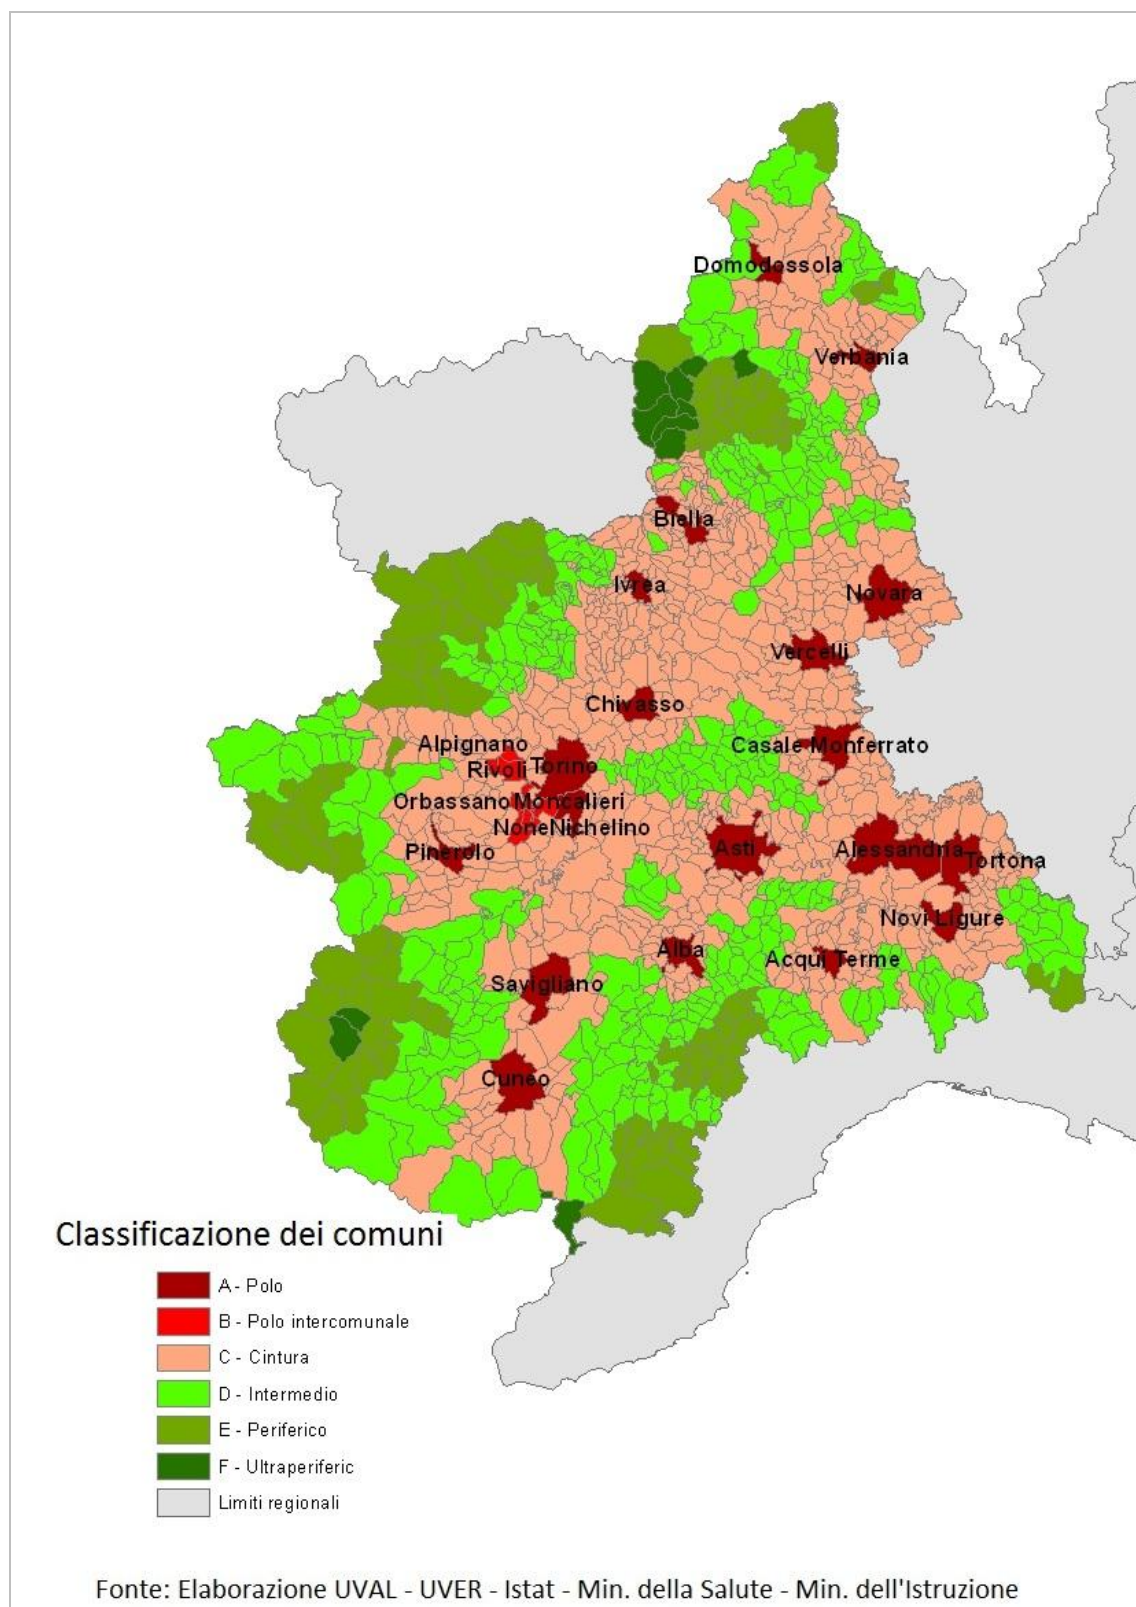 Domodossola
Verbania
Biella
Ivrea
Novara
Vercelli
Chivasso
Casale Monferrato
Alpignano
Rivoli
Torino
Orbassano
Moncalieri
None
Nichelino
Pinerolo
Asti
Alessandria
Tortona
Novi Ligure
Alba
Acqui Terme
Savigliano
Cuneo
Classificazione dei comuni
A - Polo
B - Polo intercomunale
C - Cintura
D - Intermedio
E - Periferico
F - Ultraperiferic
Limiti regionali
Fonte: Elaborazione UVAL - UVER - Istat - Min. della Salute - Min. dell'Istruzione